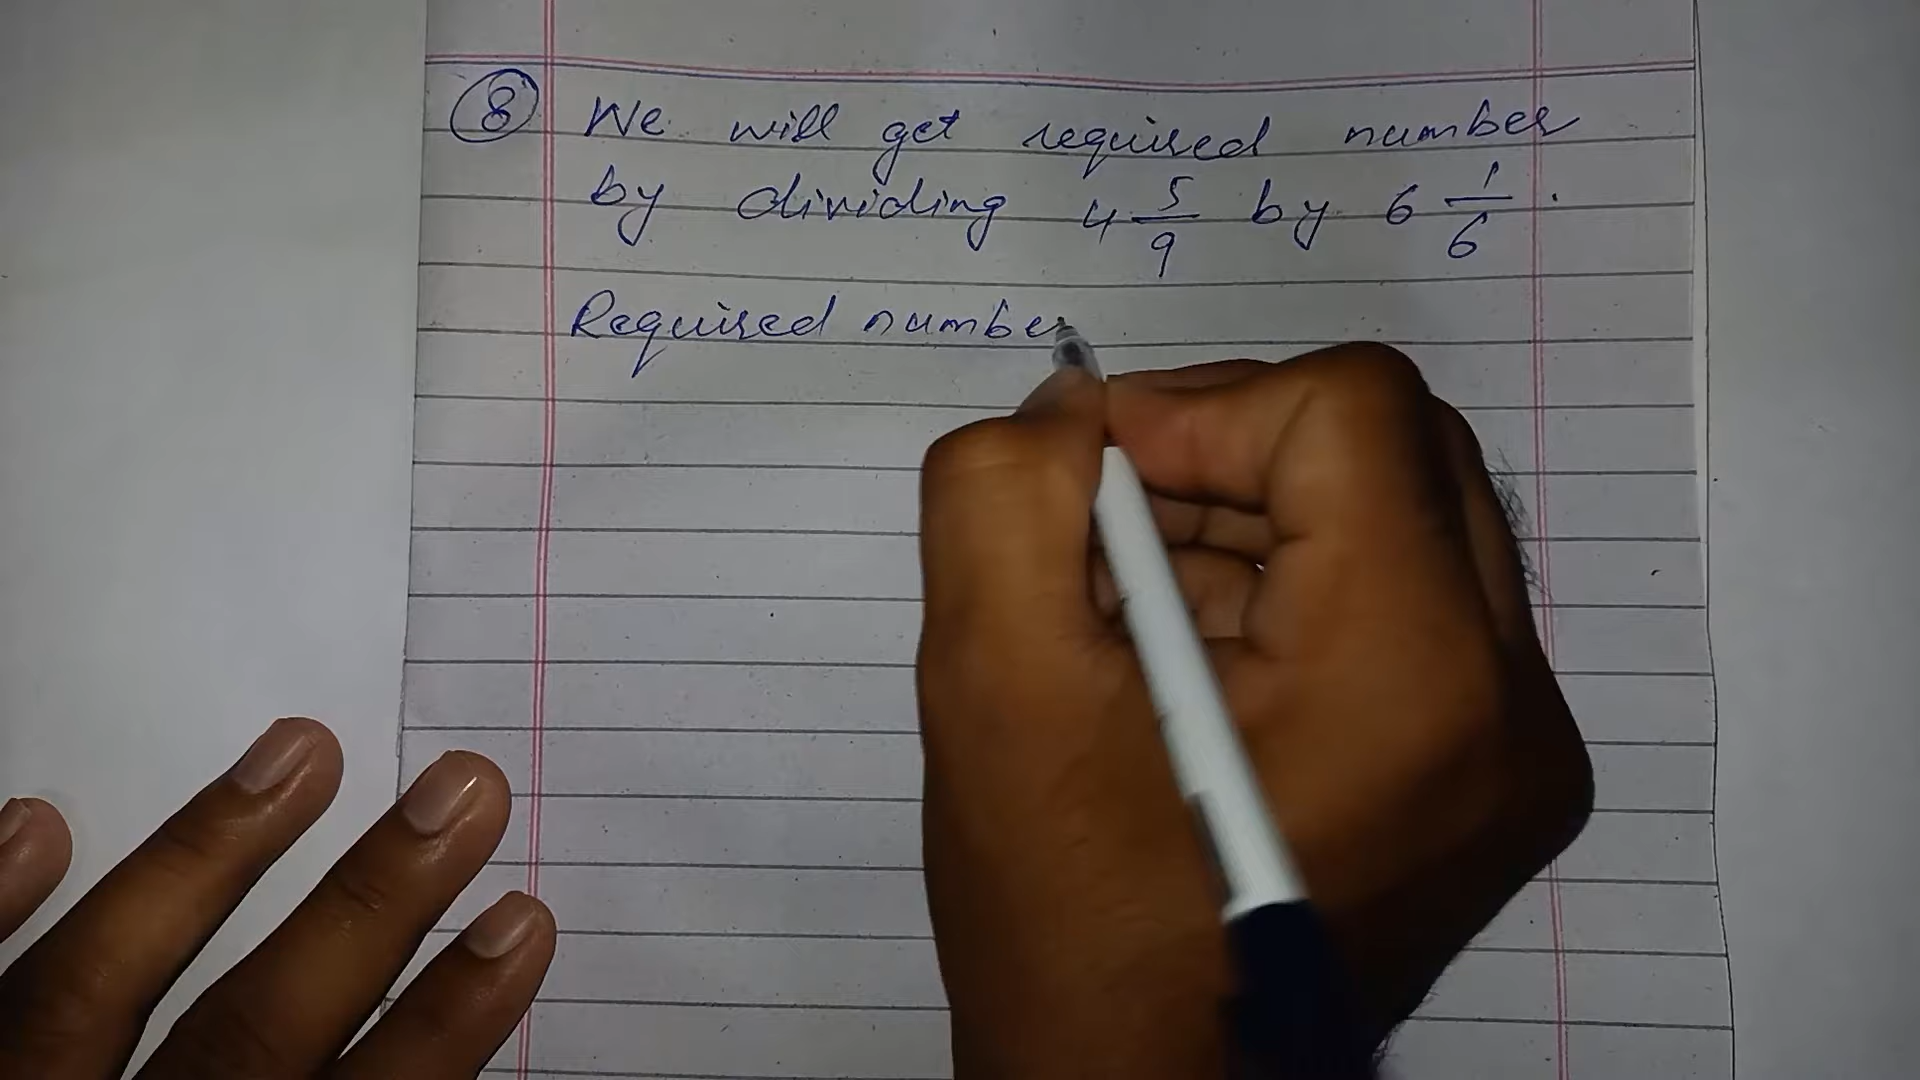 8 We will get required number
by dividing 4 5/9 by 6 1/6 .
Required number